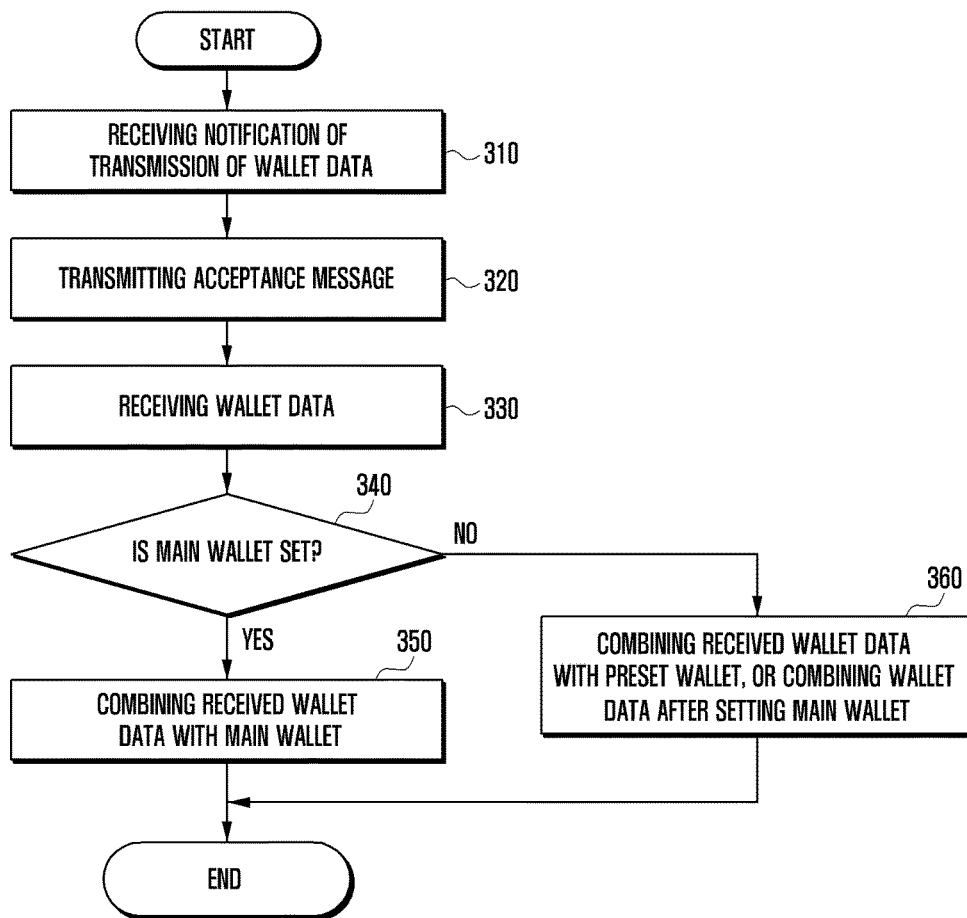 START
RECEIVING NOTIFICATION OF
TRANSMISSION OF WALLET DATA
310
TRANSMITTING ACCEPTANCE MESSAGE
320
RECEIVING WALLET DATA
330
340
IS MAIN WALLET SET?
NO
YES
350
COMBINING RECEIVED WALLET
DATA WITH MAIN WALLET
360
COMBINING RECEIVED WALLET DATA
WITH PRESET WALLET, OR COMBINING WALLET
DATA AFTER SETTING MAIN WALLET
END